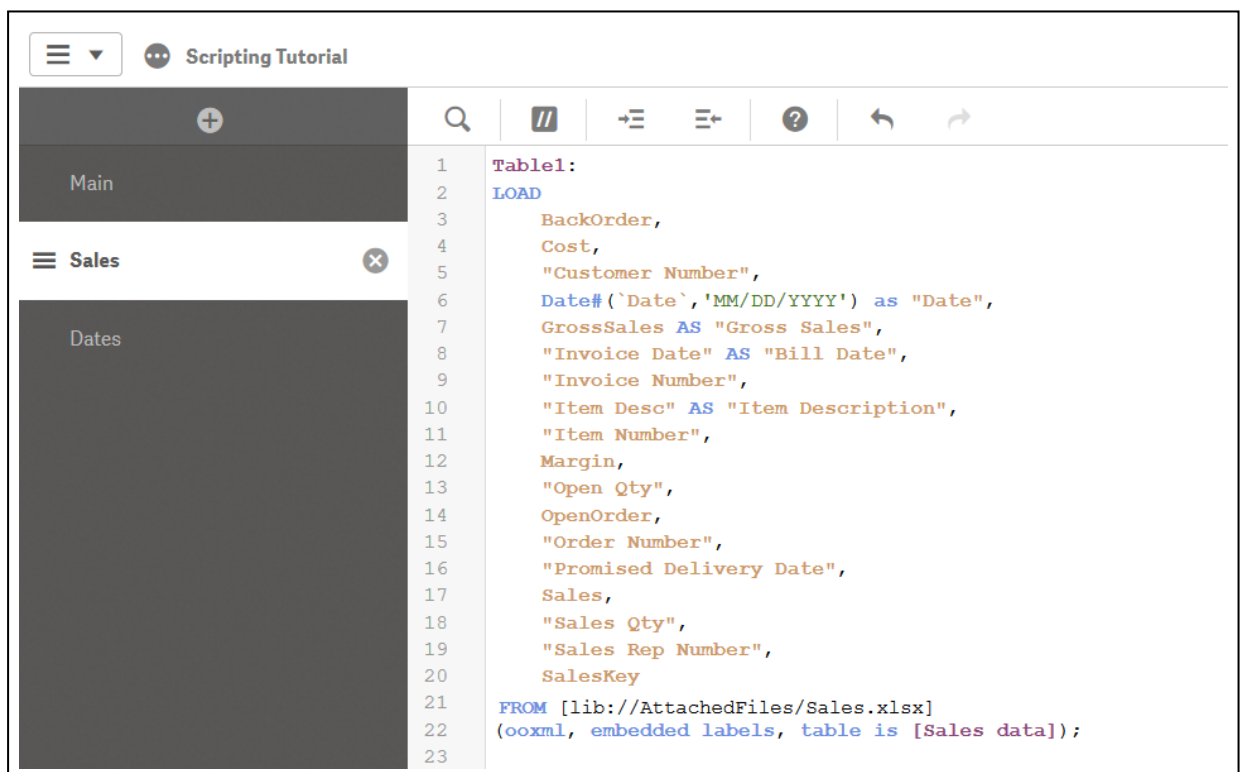 Scripting Tutorial
Main
Sales
Dates
//
?
1 Table1:
2 LOAD
3 BackOrder,
4 Cost,
5 "Customer Number",
6 Date#(`Date`,'MM/DD/YYYY') as "Date",
7 GrossSales AS "Gross Sales",
8 "Invoice Date" AS "Bill Date",
9 "Invoice Number",
10 "Item Desc" AS "Item Description",
11 "Item Number",
12 Margin,
13 "Open Qty",
14 OpenOrder,
15 "Order Number",
16 "Promised Delivery Date",
17 Sales,
18 "Sales Qty",
19 "Sales Rep Number",
20 SalesKey
21 FROM [lib://AttachedFiles/Sales.xlsx]
22 (ooxml, embedded labels, table is [Sales data]);
23